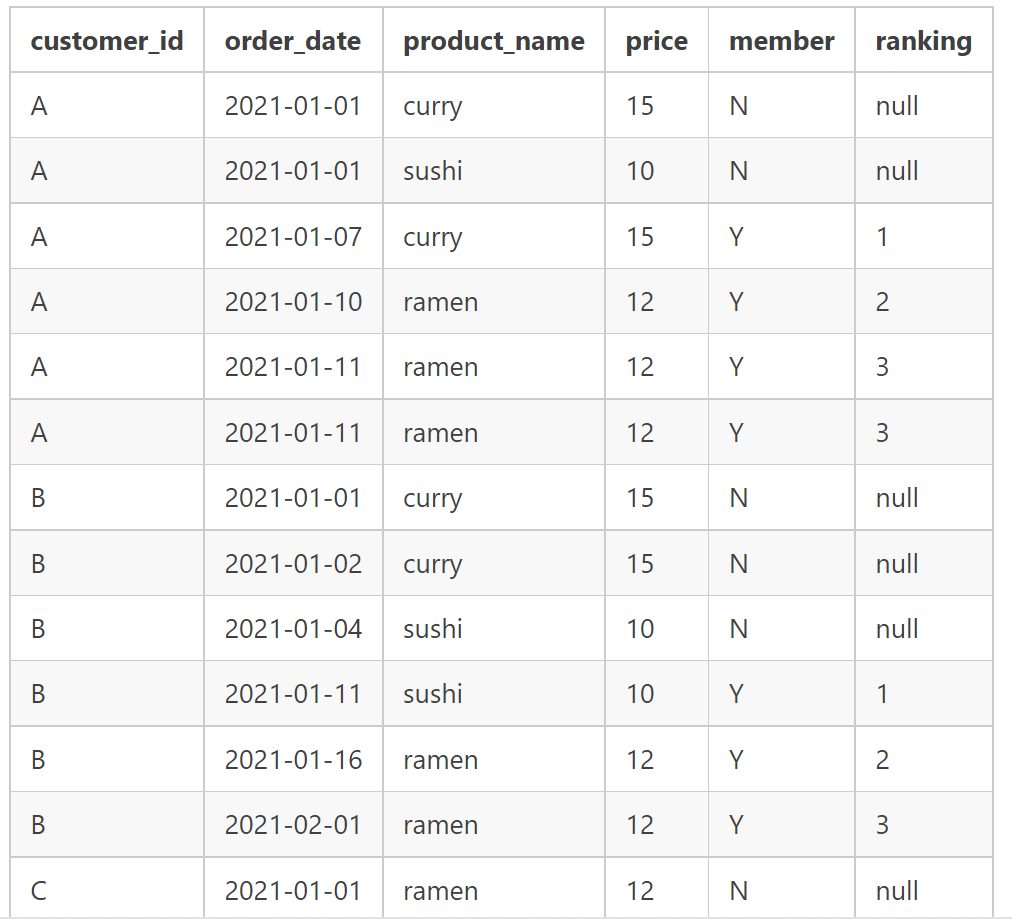 customer_id order_date product_name price member ranking
A 2021-01-01 curry 15 N null
A 2021-01-01 sushi 10 N null
A 2021-01-07 curry 15 Y 1
A 2021-01-10 ramen 12 Y 2
A 2021-01-11 ramen 12 Y 3
A 2021-01-11 ramen 12 Y 3
B 2021-01-01 curry 15 N null
B 2021-01-02 curry 15 N null
B 2021-01-04 sushi 10 N null
B 2021-01-11 sushi 10 Y 1
B 2021-01-16 ramen 12 Y 2
B 2021-02-01 ramen 12 Y 3
C 2021-01-01 ramen 12 N null